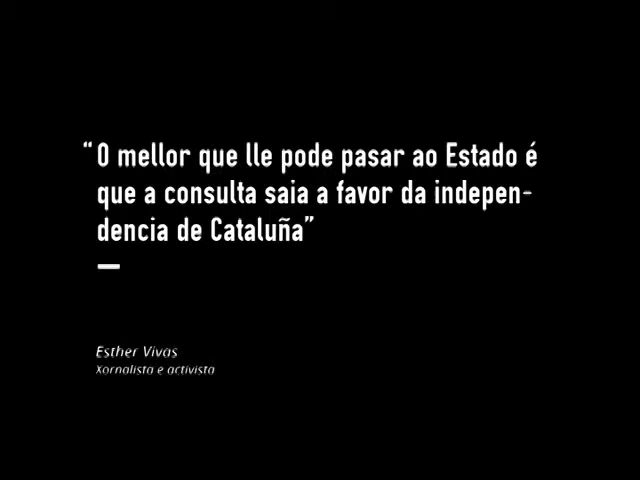 “O mellor que lle pode pasar ao Estado é
que a consulta saia a favor da indepen-
dencia de Cataluña”
Esther Vivas
Xornalista e activista